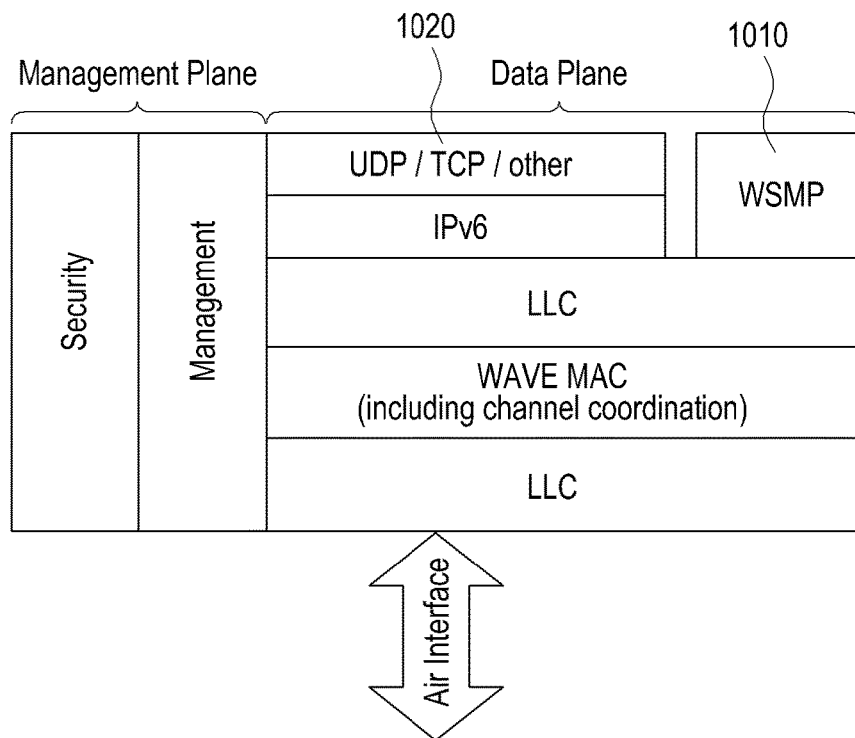 1020
1010
Management Plane
Data Plane
UDP / TCP / other
WSMP
IPv6
Security
Management
LLC
WAVE MAC
(including channel coordination)
LLC
Air Interface